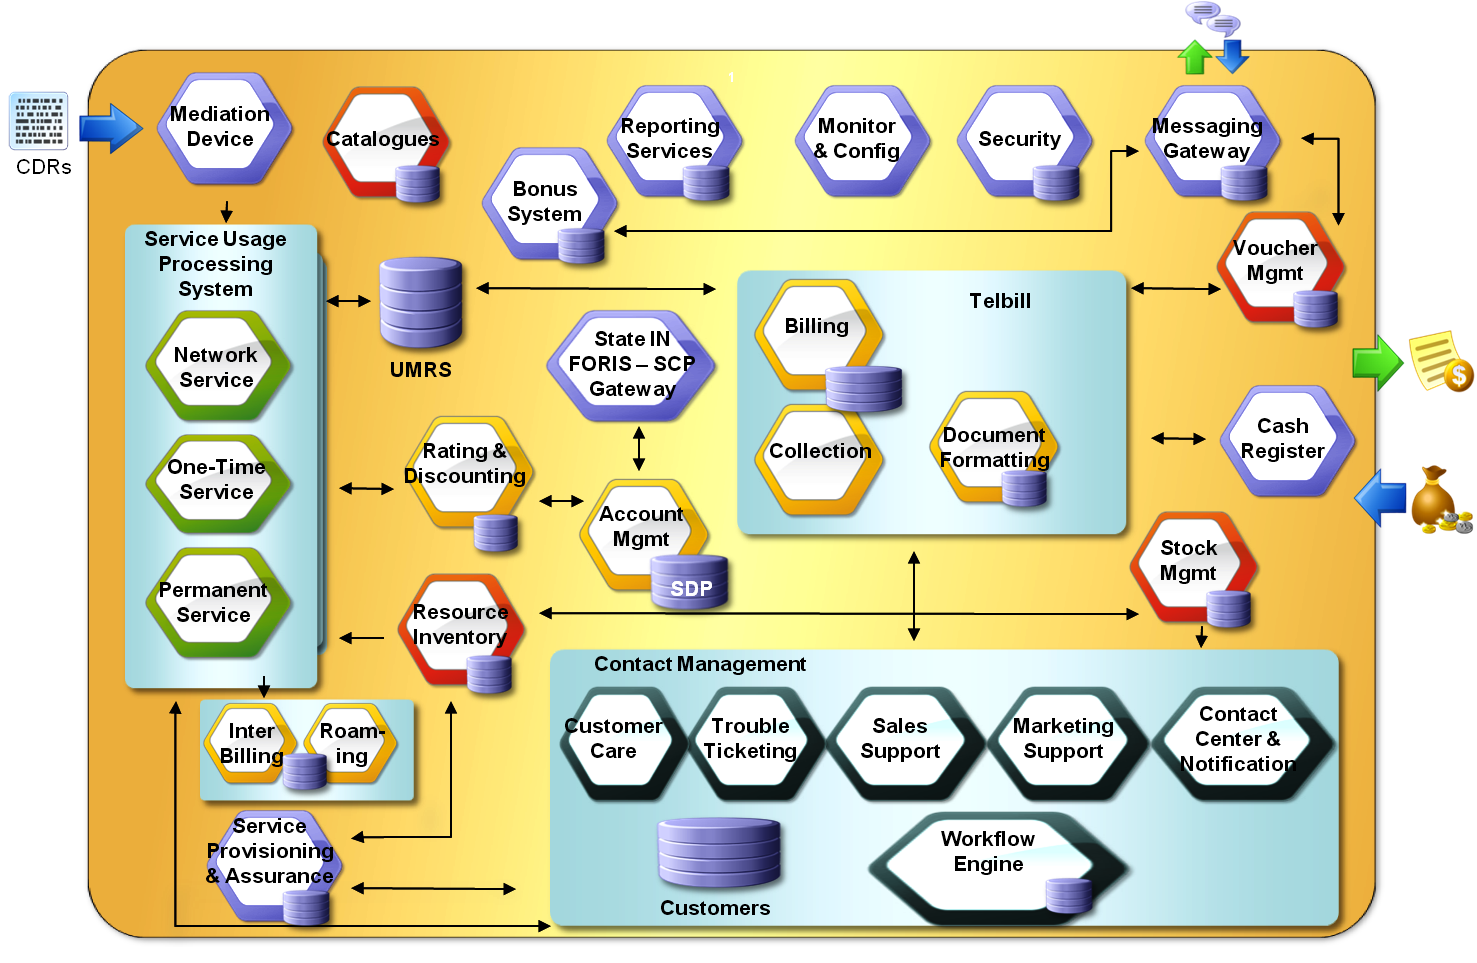 1
CDRs
Mediation
Device
Catalogues
Reporting
Services
Monitor
& Config
Security
Messaging
Gateway
Bonus
System
Service Usage
Processing
System
Voucher
Mgmt
Telbill
UMRS
State IN
FORIS – SCP
Gateway
Billing
Network
Service
Collection
Document
Formatting
Cash
Register
$
Rating &
Discounting
One-Time
Service
Account
Mgmt
SDP
Stock
Mgmt
Permanent
Service
Resource
Inventory
Contact Management
Customer
Care
Trouble
Ticketing
Sales
Support
Marketing
Support
Contact
Center &
Notification
Inter
Billing
Roam-
ing
Service
Provisioning
& Assurance
Customers
Workflow
Engine